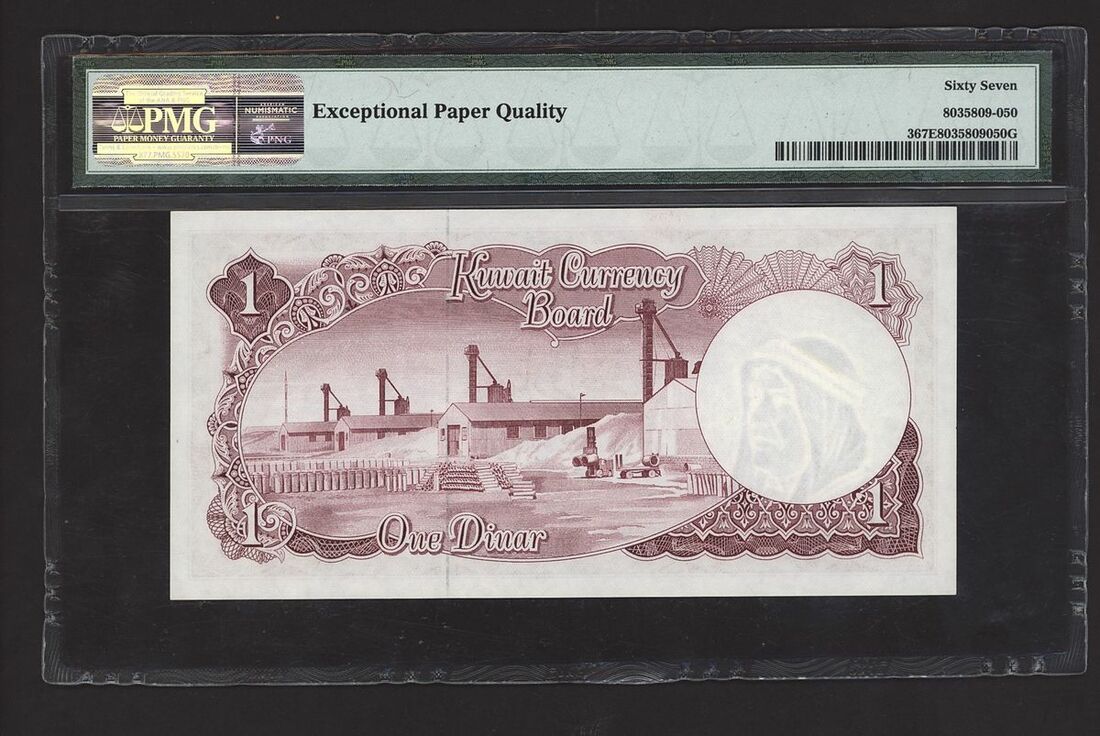 Exceptional Paper Quality
PMG
PAPER MONEY GUARANTY
NUMISMATIC
PNG
Sixty Seven
8035809-050
367E8035809050G
1
Kuwait Currency
Board
1
1
One Dinar
1